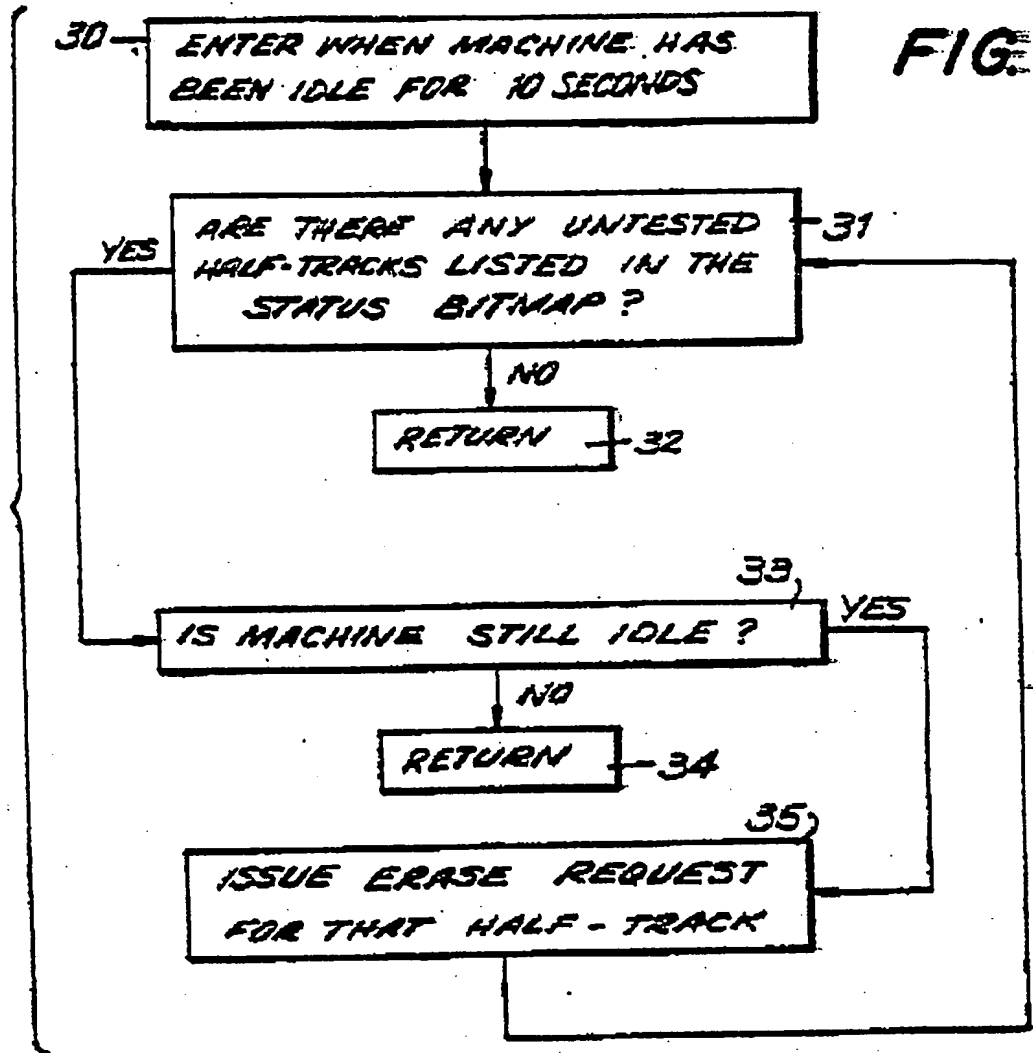 30
ENTER WHEN MACHINE HAS
BEEN IDLE FOR 10 SECONDS
FIG.
ARE THERE ANY UNTESTED
HALF-TRACKS LISTED IN THE
STATUS BITMAP?
31
YES
NO
RETURN
32
33
IS MACHINE STILL IDLE?
YES
NO
RETURN
34
35
ISSUE ERASE REQUEST
FOR THAT HALF-TRACK